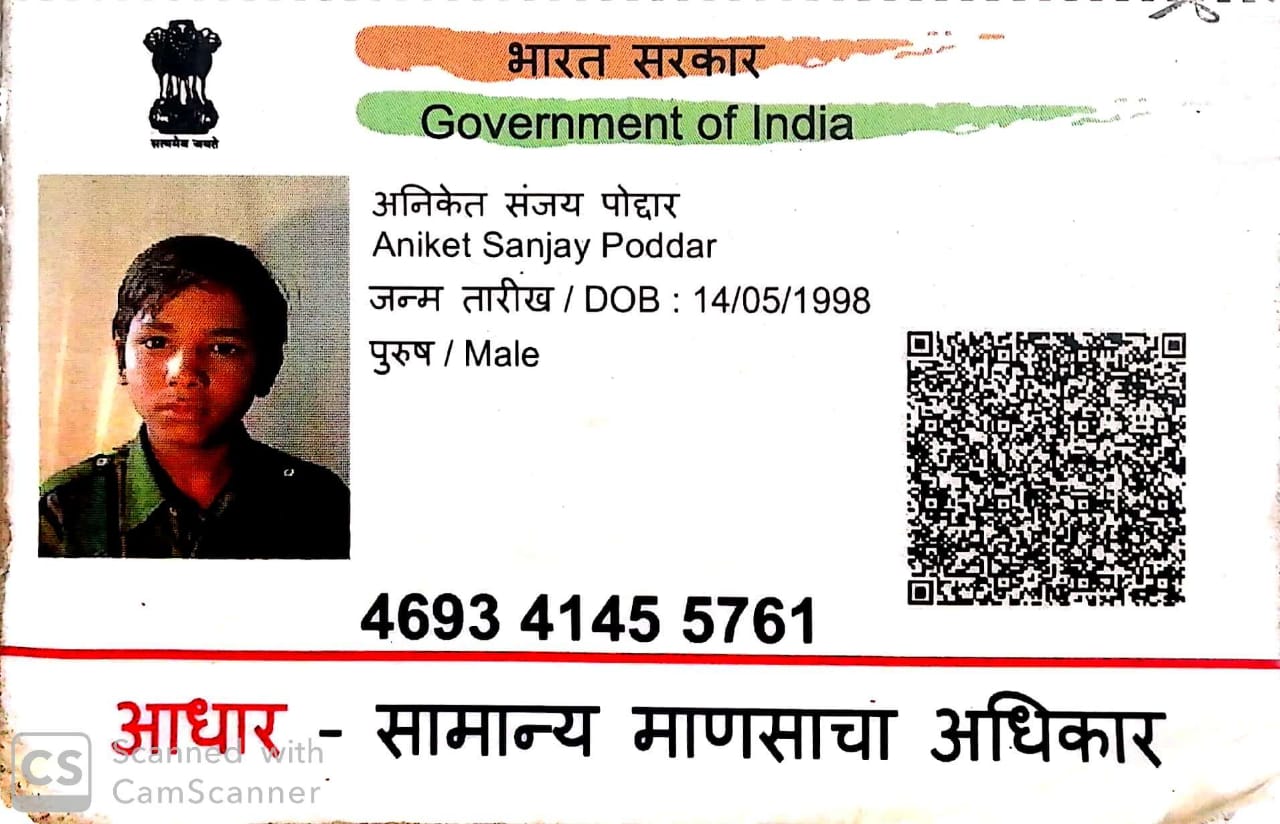 भारत सरकार
Government of India
सत्यमेव जयते
अनिकेत संजय पोद्दार
Aniket Sanjay Poddar
जन्म तारीख / DOB : 14/05/1998
पुरुष / Male
4693 4145 5761
आधार - सामान्य माणसाचा अधिकार
CS
Scanned with
CamScanner